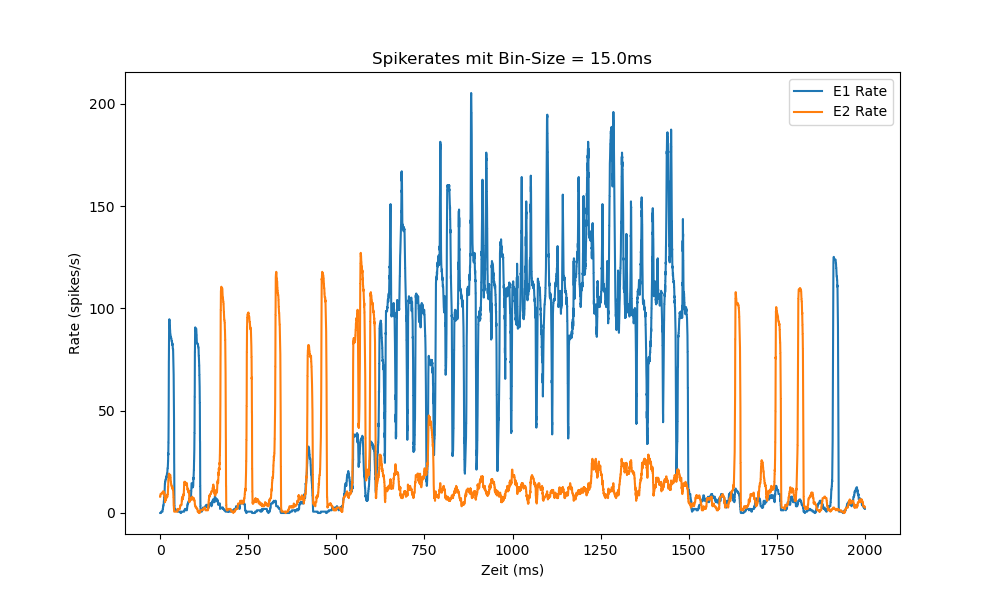 Spikerates mit Bin-Size = 15.0ms
E1 Rate
E2 Rate
200
150
100
50
0
Rate (spikes/s)
0 250 500 750 1000 1250 1500 1750 2000
Zeit (ms)